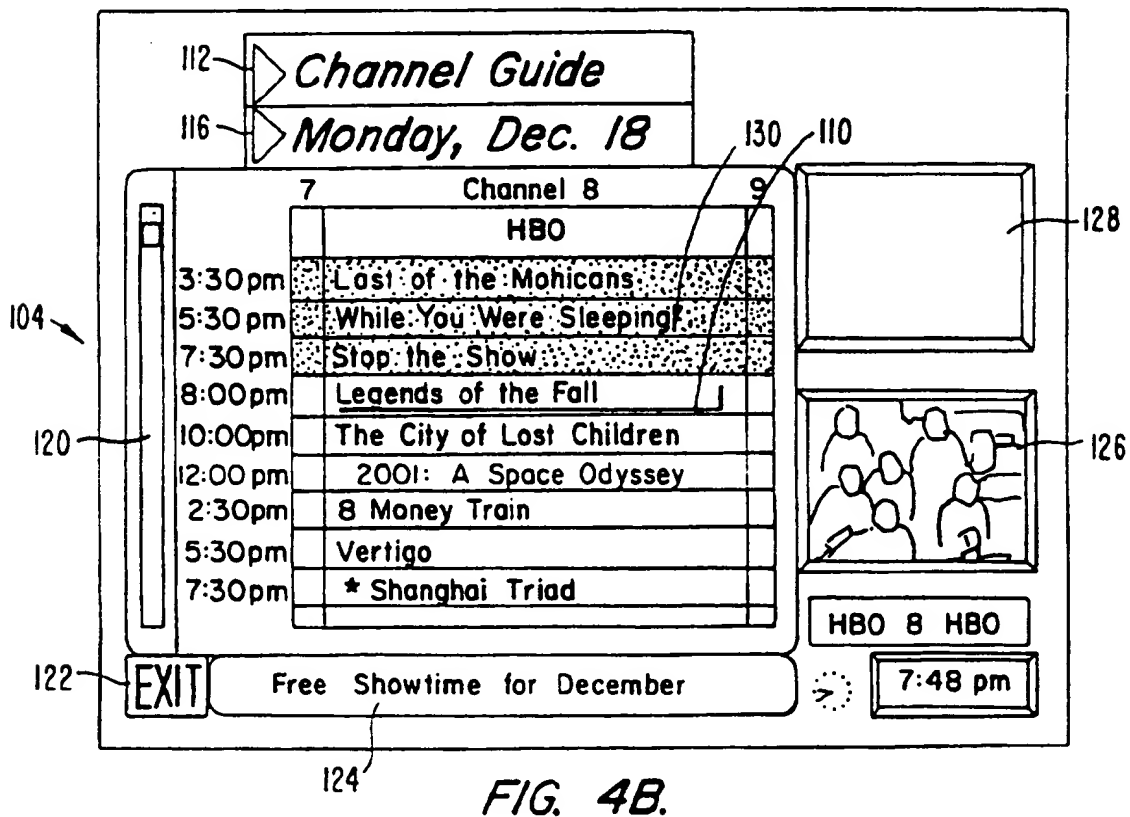 112 Channel Guide
116 Monday, Dec. 18
130 110
7 Channel 8 9
HBO
128
3:30pm Last of the Mohicans
104
5:30pm While You Were Sleeping
7:30pm Stop the Show
8:00pm Legends of the Fall
120
10:00pm The City of Lost Children
126
12:00 pm 2001: A Space Odyssey
2:30pm 8 Money Train
5:30pm Vertigo
7:30pm * Shanghai Triad
HBO 8 HBO
122 EXIT Free Showtime for December 7:48 pm
124
FIG. 4B.